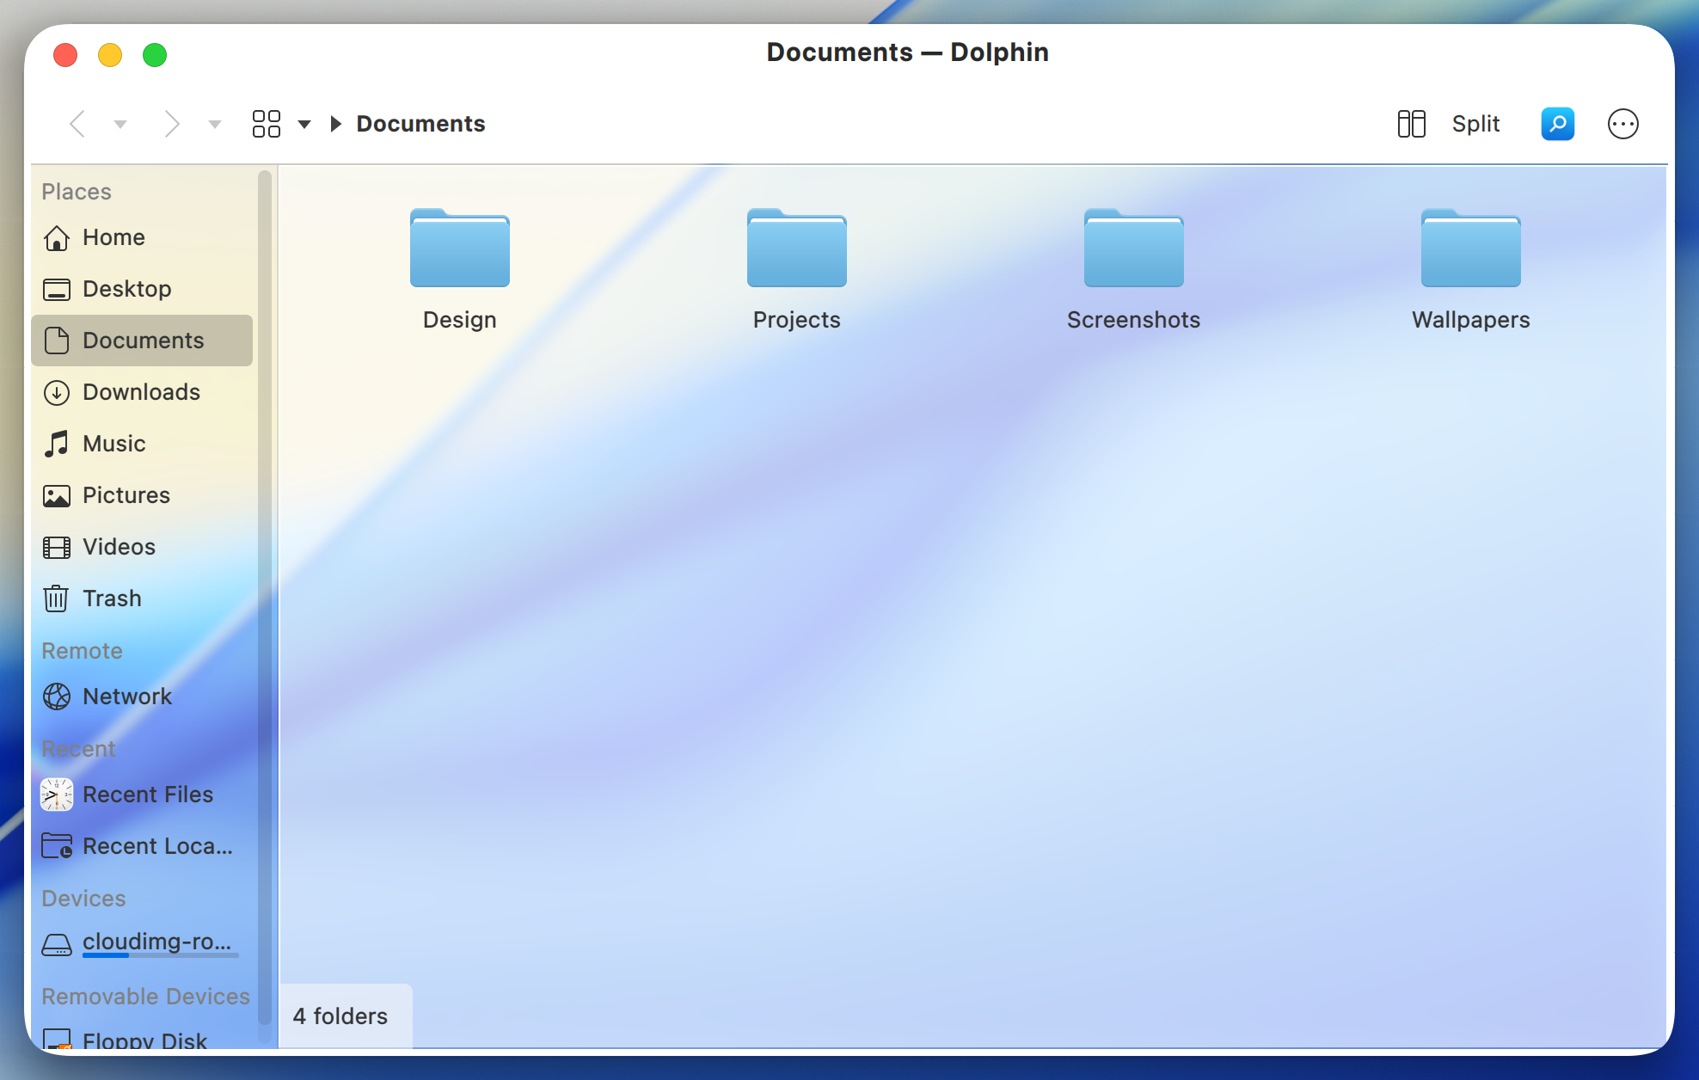 Documents — Dolphin
Documents
Split
Places
Home
Desktop
Documents
Downloads
Music
Pictures
Videos
Trash
Remote
Network
Recent
Recent Files
Recent Loca...
Devices
cloudimg-ro...
Removable Devices
Floppy Disk
Design
Projects
Screenshots
Wallpapers
4 folders